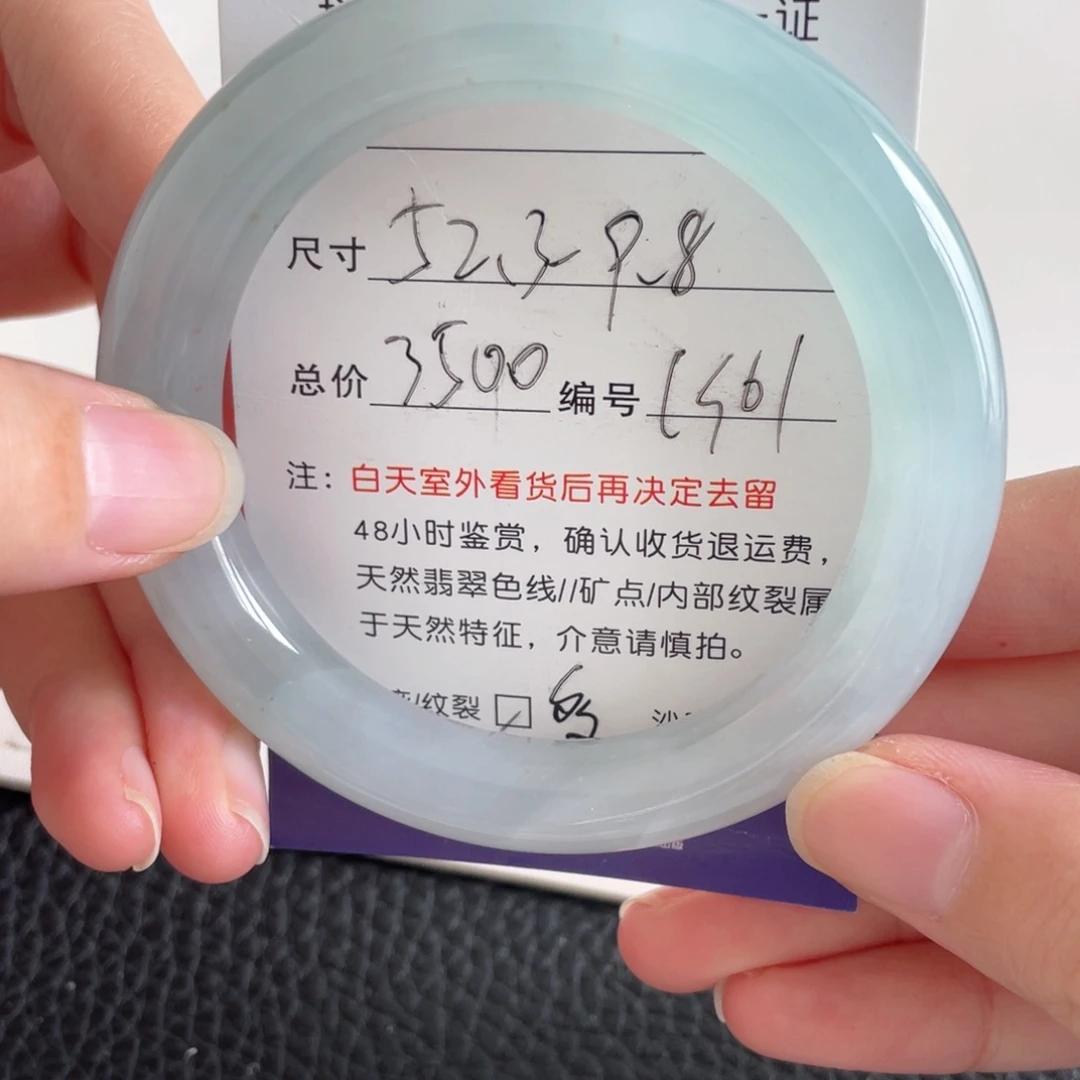 证
尺寸 52.3 9.8
总价 3500 编号 1461
注：白天室外看货后再决定去留
48小时鉴赏，确认收货退运费，
天然翡翠色线//矿点/内部纹裂属
于天然特征，介意请慎拍。
/纹裂 □